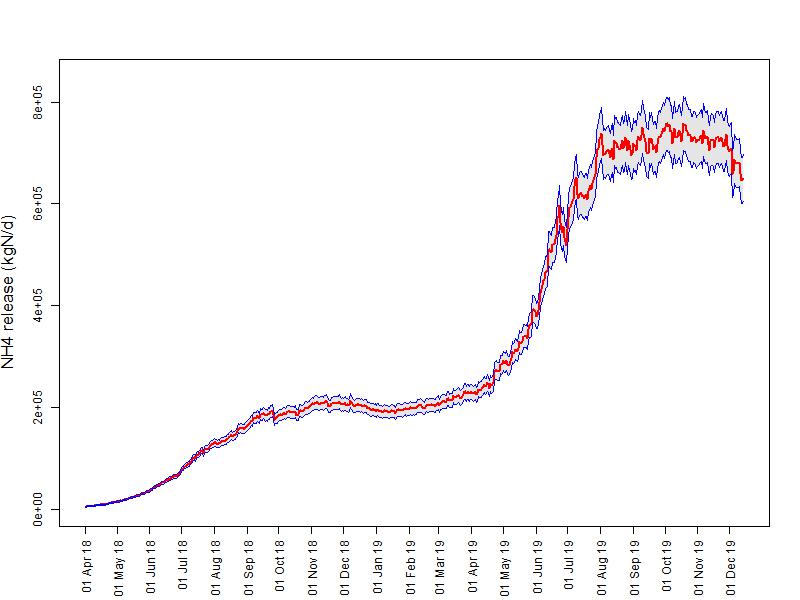 NH4 release (kgN/d)
8e+05
6e+05
4e+05
2e+05
0e+00
01 Apr 18
01 May 18
01 Jun 18
01 Jul 18
01 Aug 18
01 Sep 18
01 Oct 18
01 Nov 18
01 Dec 18
01 Jan 19
01 Feb 19
01 Mar 19
01 Apr 19
01 May 19
01 Jun 19
01 Jul 19
01 Aug 19
01 Sep 19
01 Oct 19
01 Nov 19
01 Dec 19